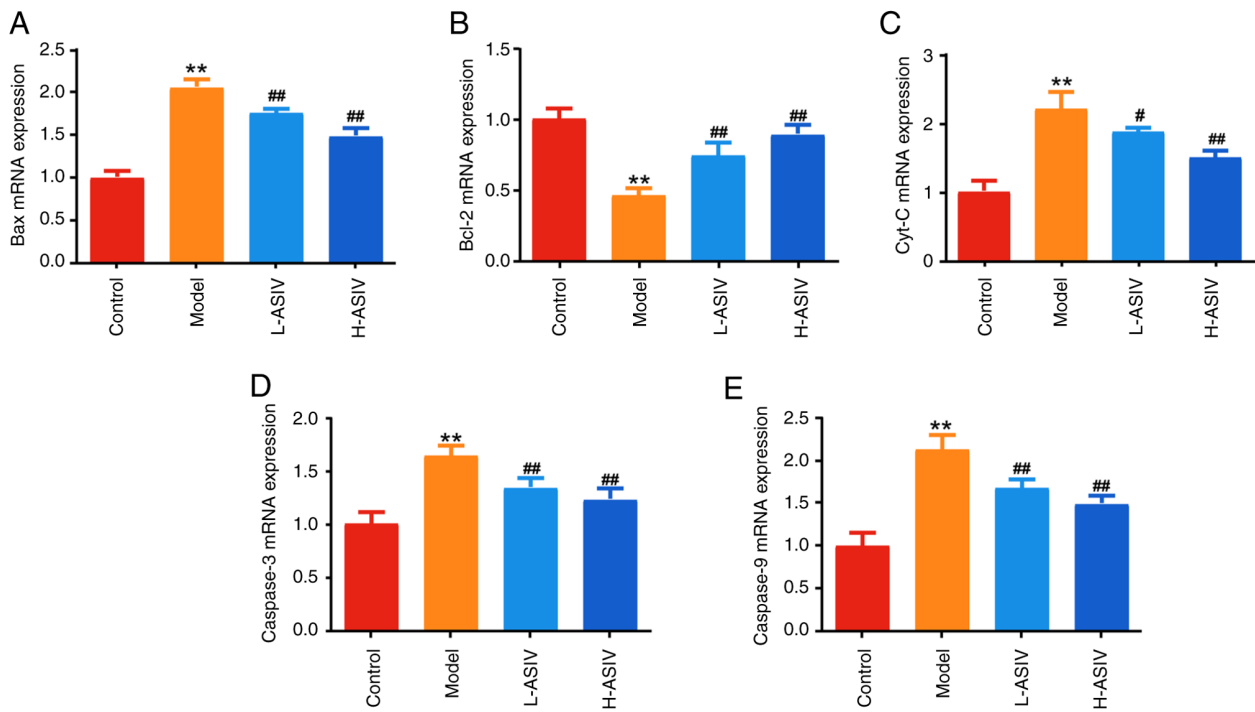 A
Bax mRNA expression
2.5
2.0
1.5
1.0
0.5
0.0
**
##
##
Control
Model
L-ASIV
H-ASIV
B
Bcl-2 mRNA expression
1.5
1.0
0.5
0.0
**
##
##
Control
Model
L-ASIV
H-ASIV
C
Cyt-C mRNA expression
3
2
1
0
**
#
##
Control
Model
L-ASIV
H-ASIV
D
Caspase-3 mRNA expression
2.0
1.5
1.0
0.5
0.0
**
##
##
Control
Model
L-ASIV
H-ASIV
E
Caspase-9 mRNA expression
2.5
2.0
1.5
1.0
0.5
0.0
**
##
##
Control
Model
L-ASIV
H-ASIV